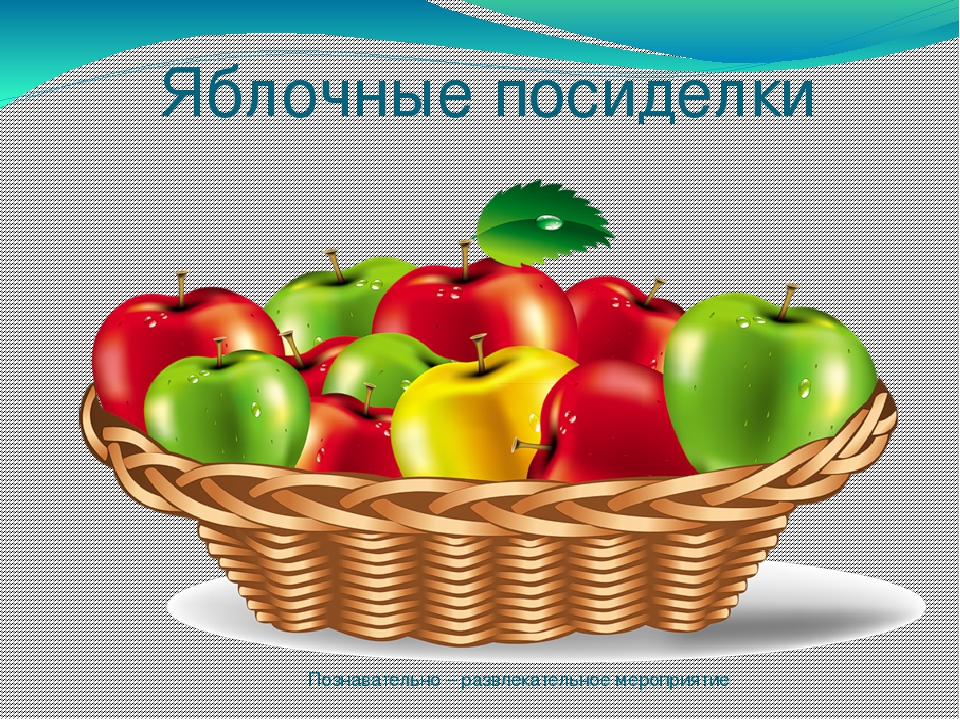 Яблочные посиделки
Познавательно – развлекательное мероприятие